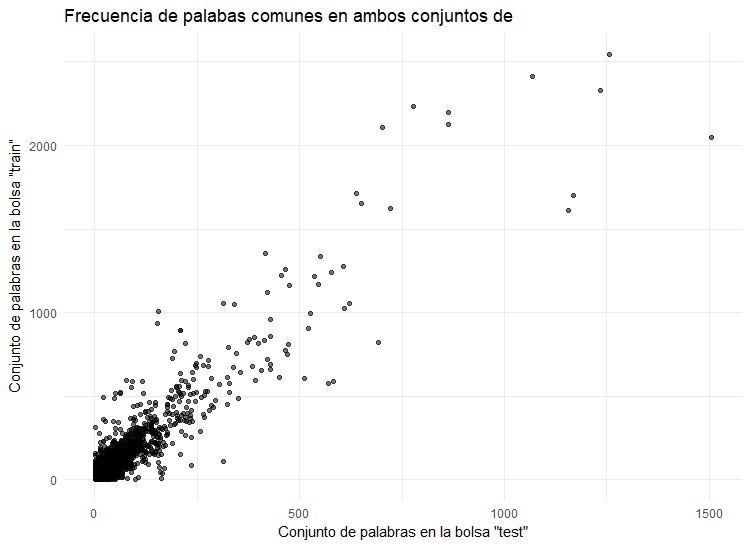 Frecuencia de palabas comunes en ambos conjuntos de
Conjunto de palabras en la bolsa "train"
2000
1000
0
0
500
1000
1500
Conjunto de palabras en la bolsa "test"